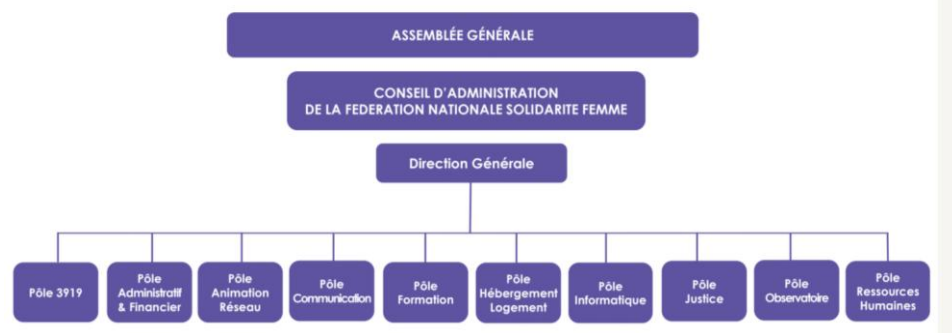 ASSEMBLÉE GÉNÉRALE
CONSEIL D'ADMINISTRATION
DE LA FEDERATION NATIONALE SOLIDARITE FEMME
Direction Générale
Pôle 3919
Pôle
Administratif
& Financier
Pôle
Animation
Réseau
Pôle
Communication
Pôle
Formation
Pôle
Hébergement
Logement
Pôle
Informatique
Pôle
Justice
Pôle
Observatoire
Pôle
Ressources
Humaines